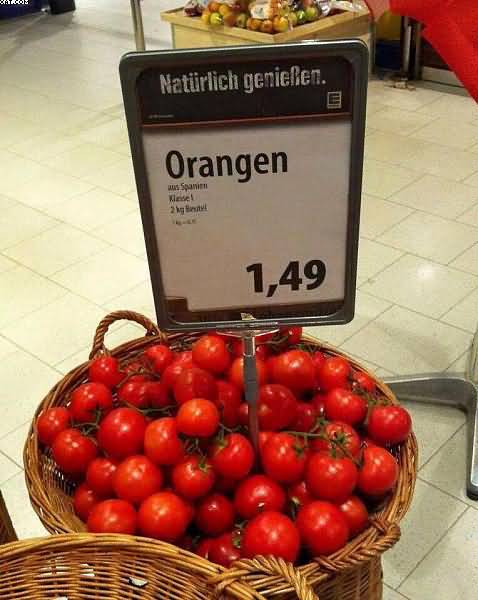 Natürlich genießen.
E
Orangen
aus Spanien
Klasse I
2 kg Beutel
1,49